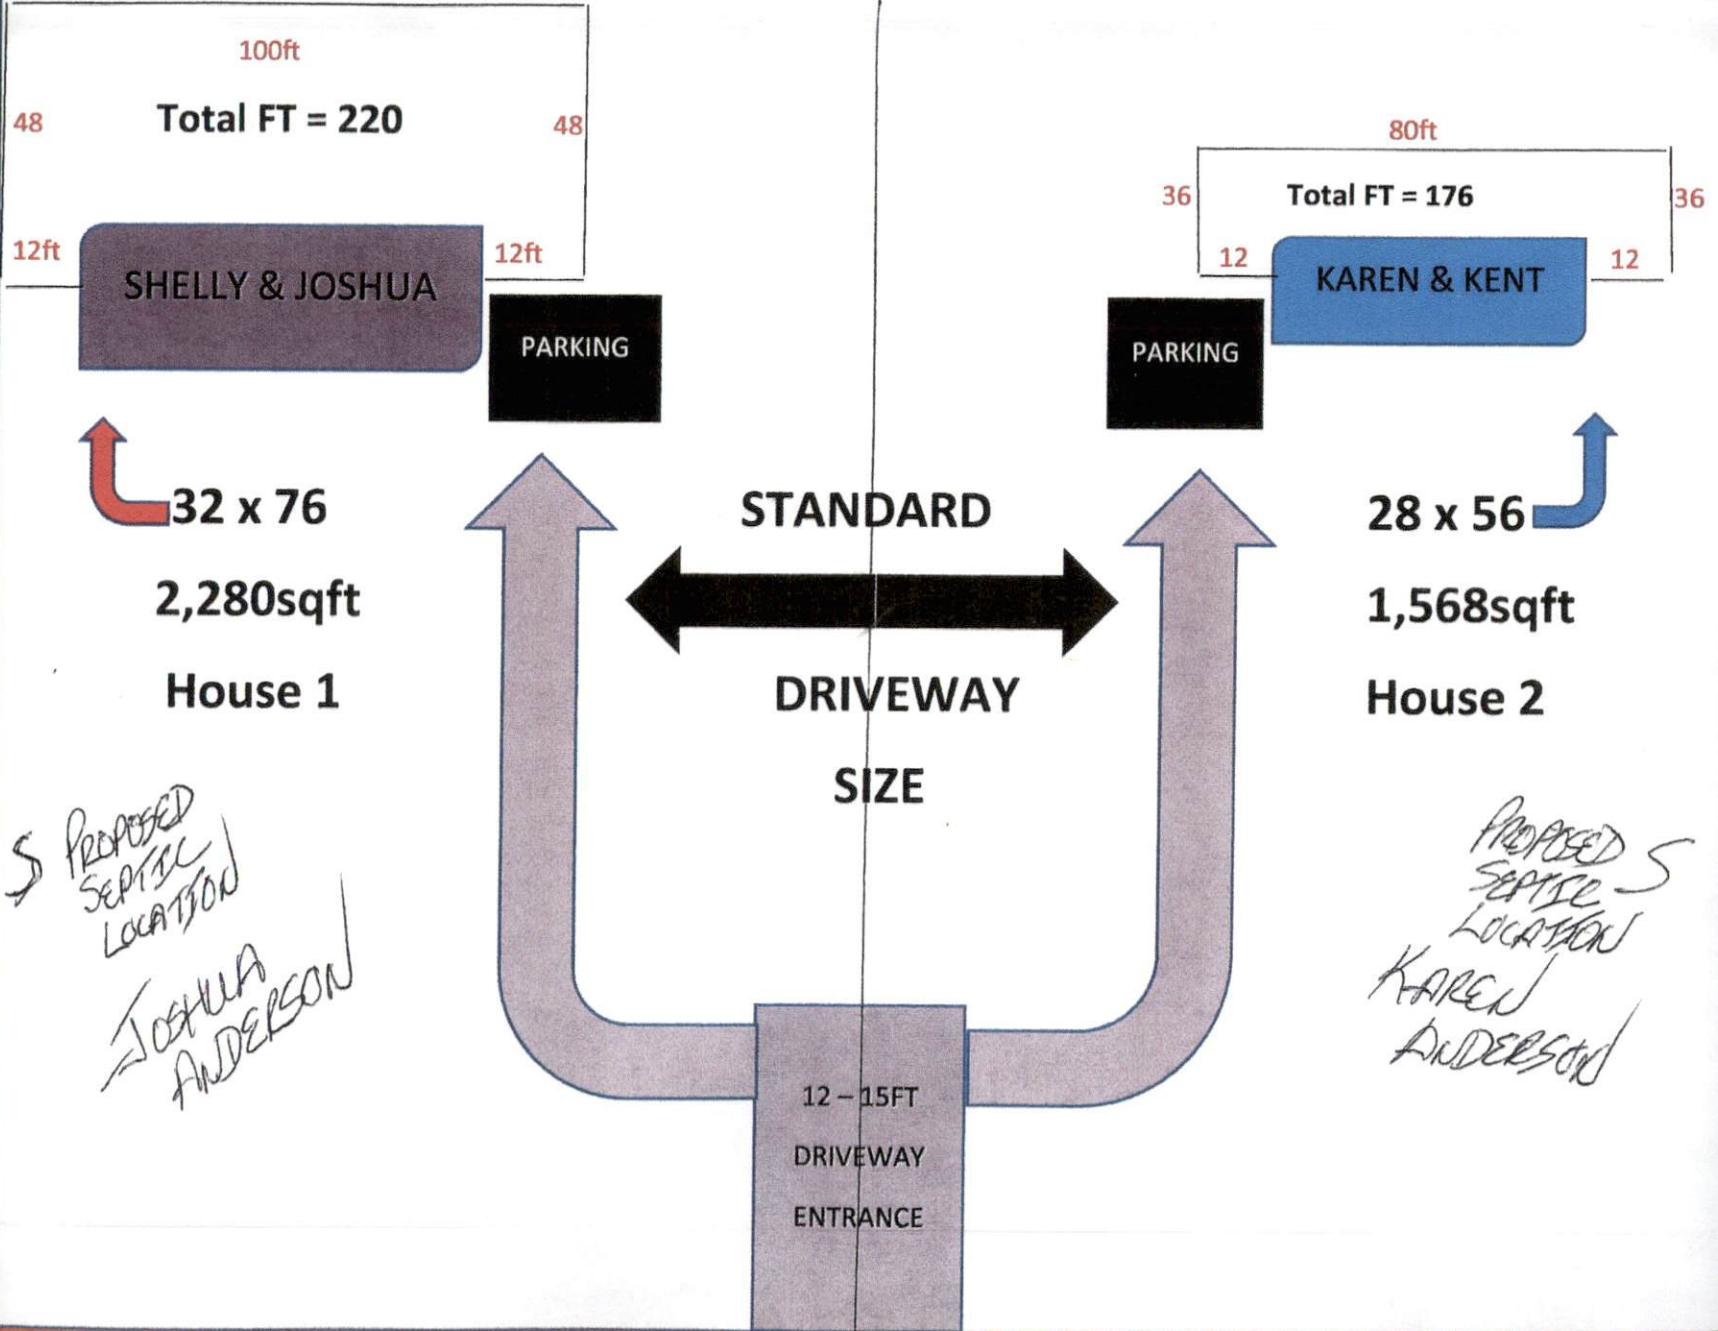 100ft
Total FT = 220
48
48
12ft
12ft
SHELLY & JOSHUA
PARKING
32 x 76
2,280sqft
House 1
S PROPOSED
SEPTIC
LOCATION
JOSHUA
ANDERSON
STANDARD
DRIVEWAY
SIZE
12 – 15FT
DRIVEWAY
ENTRANCE
80ft
Total FT = 176
36
36
12
12
KAREN & KENT
PARKING
28 x 56
1,568sqft
House 2
PROPOSED S
SEPTIC
LOCATION
KAREN
ANDERSON